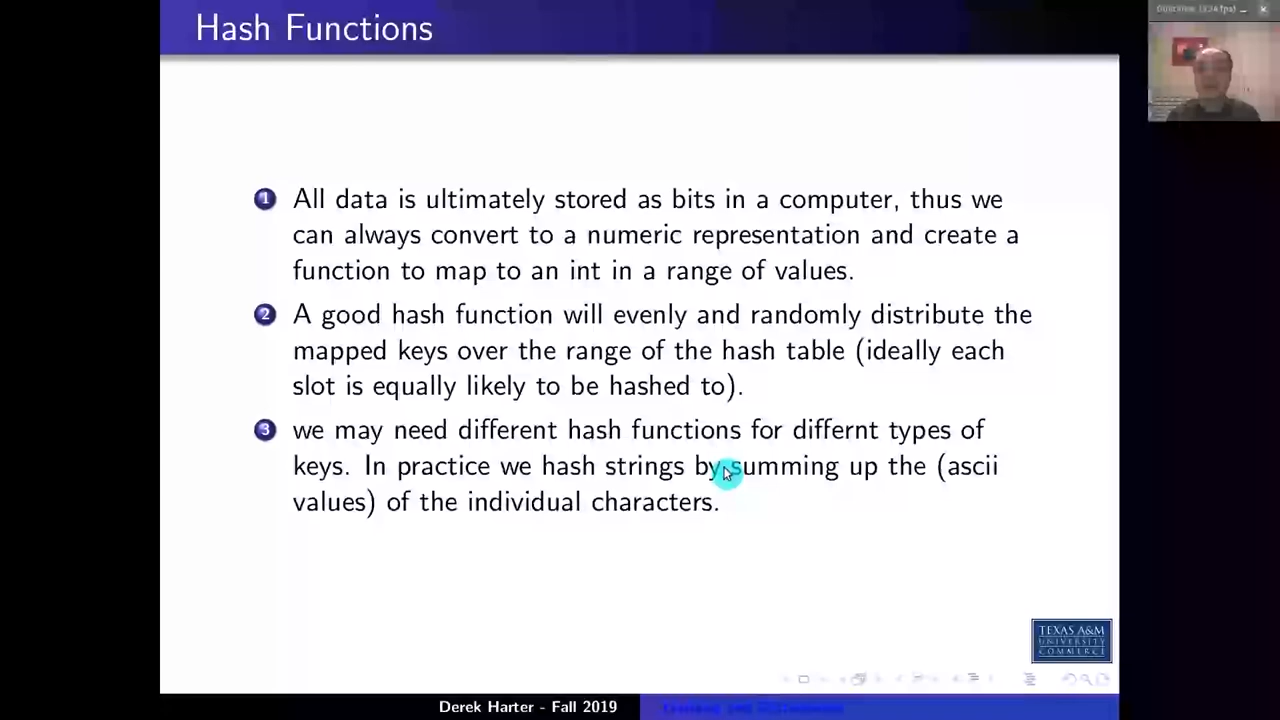 Hash Functions
1 All data is ultimately stored as bits in a computer, thus we
can always convert to a numeric representation and create a
function to map to an int in a range of values.
2 A good hash function will evenly and randomly distribute the
mapped keys over the range of the hash table (ideally each
slot is equally likely to be hashed to).
3 we may need different hash functions for differnt types of
keys. In practice we hash strings by summing up the (ascii
values) of the individual characters.
TEXAS A&M
UNIVERSITY
COMMERCE
Derek Harter - Fall 2019